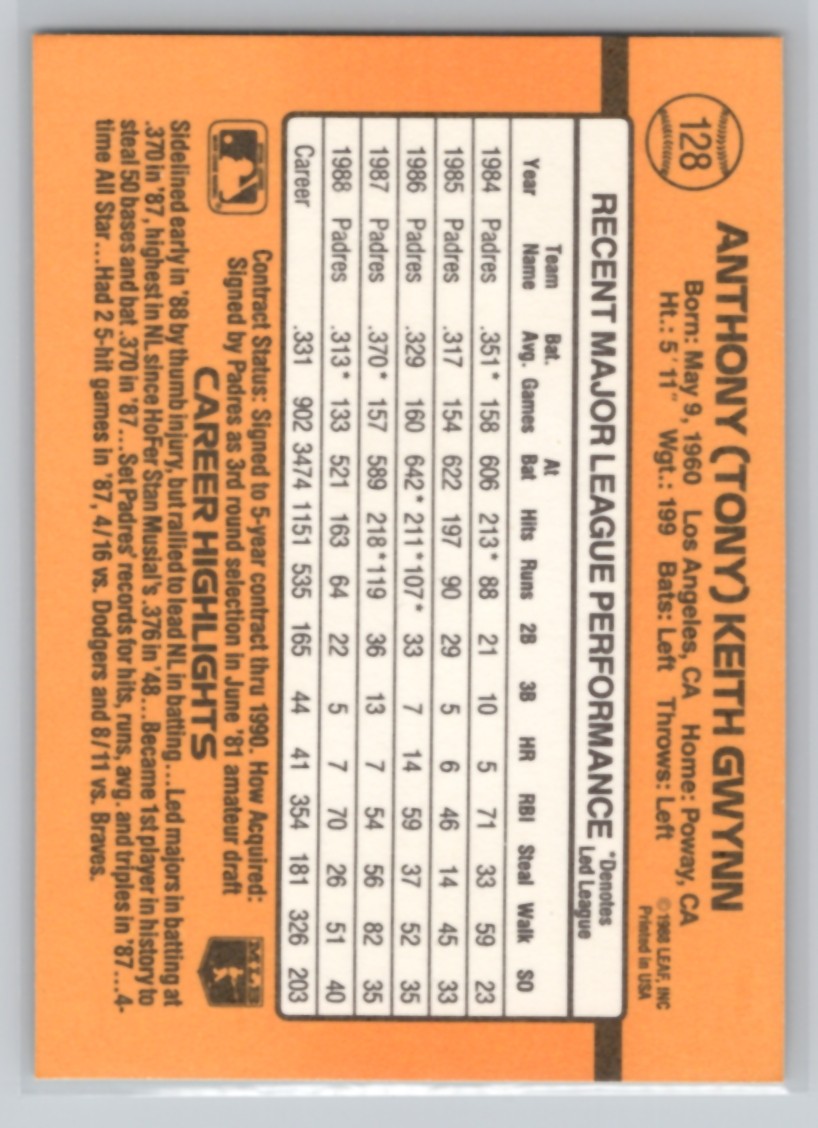 128
ANTHONY (TONY) KEITH GWYNN
Born: May 9, 1960 Los Angeles, CA Home: Poway, CA
Ht.: 5' 11" Wgt.: 199 Bats: Left Throws: Left
©1988 LEAF, INC
Printed in USA
RECENT MAJOR LEAGUE PERFORMANCE *Denotes Led League
Year Team Name Bat. Avg. Games At Bat Hits Runs 2B 3B HR RBI Steal Walk SO
1984 Padres .351* 158 606 213* 88 21 10 5 71 33 59 23
1985 Padres .317 154 622 197 90 29 5 6 46 14 45 33
1986 Padres .329 160 642* 211* 107* 33 7 14 59 37 52 35
1987 Padres .370* 157 589 218* 119 36 13 7 54 56 82 35
1988 Padres .313* 133 521 163 64 22 5 7 70 26 51 40
Career .331 902 3474 1151 535 165 44 41 354 181 326 203
Contract Status: Signed to 5-year contract thru 1990. How Acquired:
Signed by Padres as 3rd round selection in June '81 amateur draft
MLB
CAREER HIGHLIGHTS
Sidelined early in '88 by thumb injury, but rallied to lead NL in batting...Led majors in batting at
.370 in '87, highest in NL since HoFer Stan Musial's .376 in '48...Became 1st player in history to
steal 50 bases and bat .370 in '87...Set Padres' records for hits, runs, avg. and triples in '87...4-
time All Star...Had 2 5-hit games in '87, 4/16 vs. Dodgers and 8/11 vs. Braves.